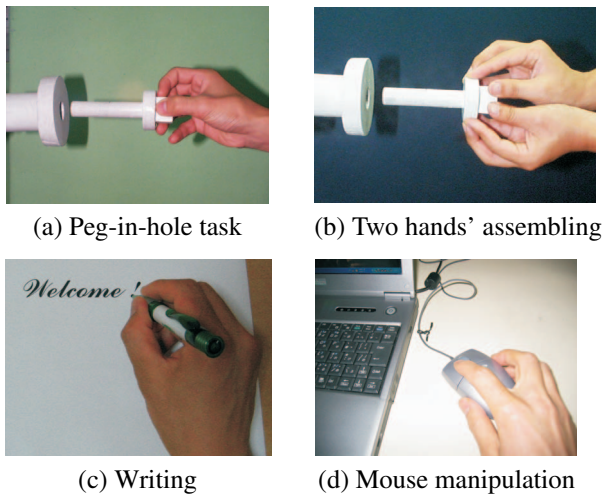 (a) Peg-in-hole task
(b) Two hands' assembling
Welcome !
(c) Writing
(d) Mouse manipulation